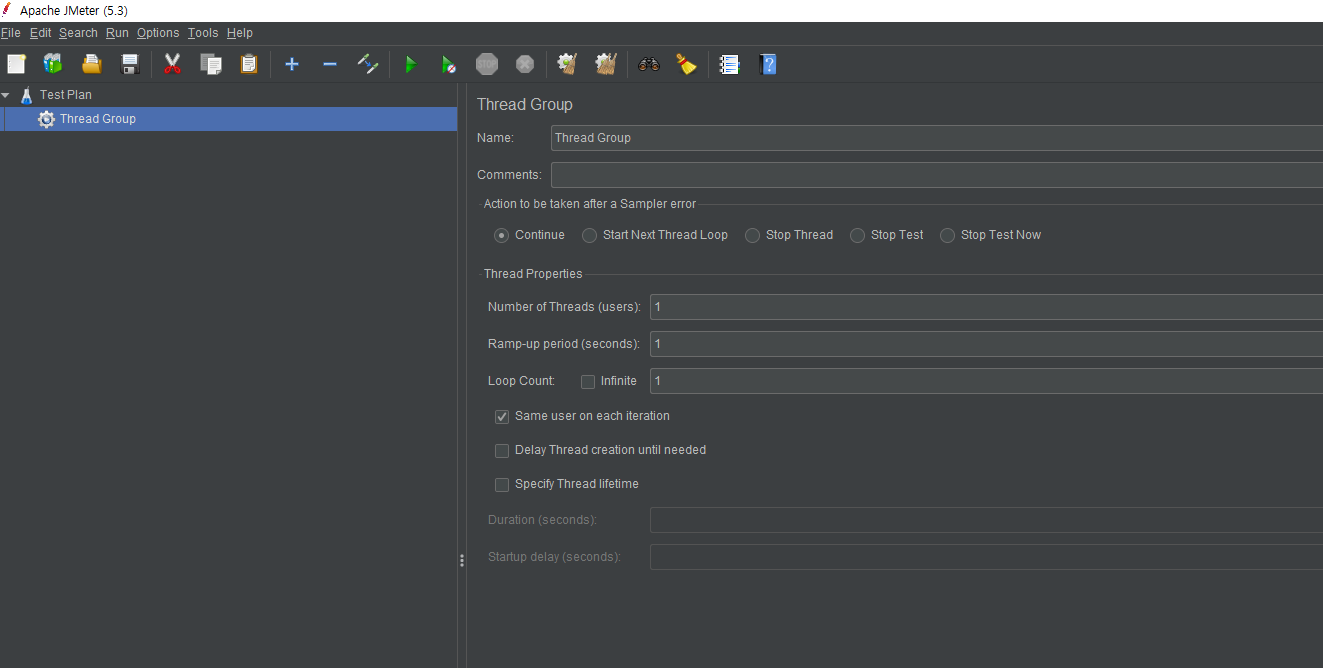 Apache JMeter (5.3)
File Edit Search Run Options Tools Help
STOP
?
Test Plan
Thread Group
Thread Group
Name: Thread Group
Comments:
Action to be taken after a Sampler error
Continue Start Next Thread Loop Stop Thread Stop Test Stop Test Now
Thread Properties
Number of Threads (users): 1
Ramp-up period (seconds): 1
Loop Count: Infinite 1
Same user on each iteration
Delay Thread creation until needed
Specify Thread lifetime
Duration (seconds):
Startup delay (seconds):